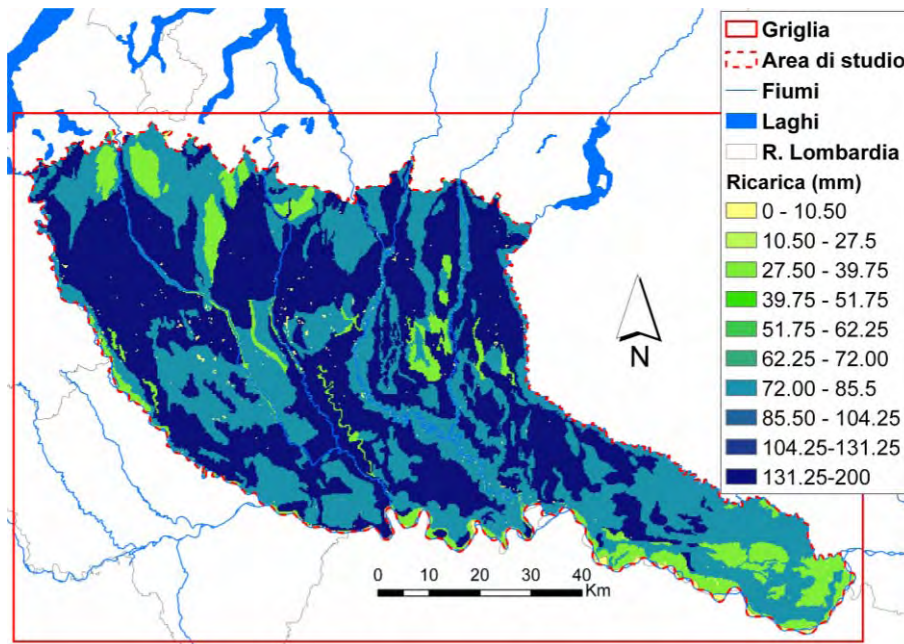 Griglia
Area di studio
Fiumi
Laghi
R. Lombardia
Ricarica (mm)
0 - 10.50
10.50 - 27.5
27.50 - 39.75
39.75 - 51.75
51.75 - 62.25
62.25 - 72.00
72.00 - 85.5
85.50 - 104.25
104.25-131.25
131.25-200
N
0 10 20 30 40
Km